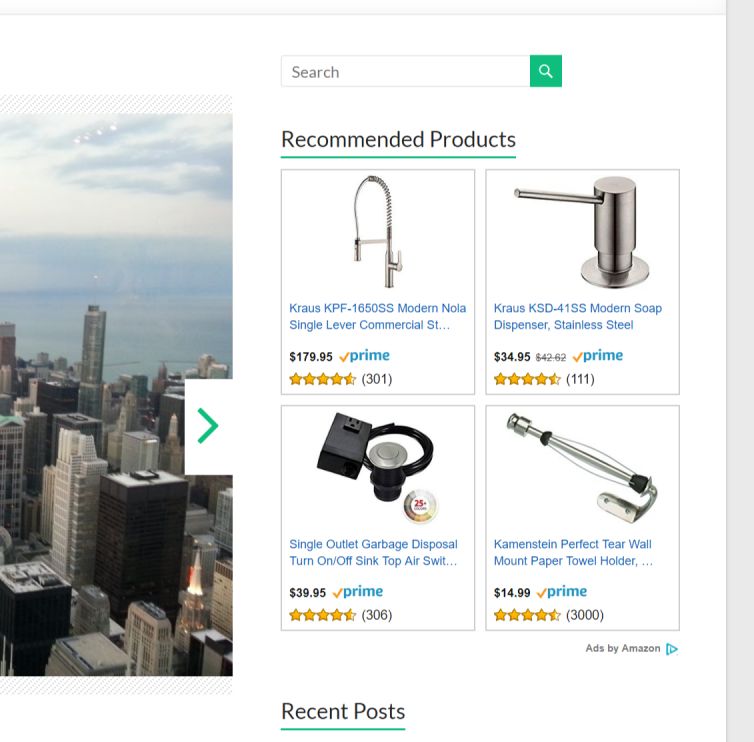 Search
Recommended Products
Kraus KPF-1650SS Modern Nola
Single Lever Commercial St...
$179.95 prime
(301)
Kraus KSD-41SS Modern Soap
Dispenser, Stainless Steel
$34.95 $42.62 prime
(111)
25+
COLORS
Single Outlet Garbage Disposal
Turn On/Off Sink Top Air Swit...
$39.95 prime
(306)
Kamenstein Perfect Tear Wall
Mount Paper Towel Holder, ...
$14.99 prime
(3000)
Ads by Amazon
Recent Posts